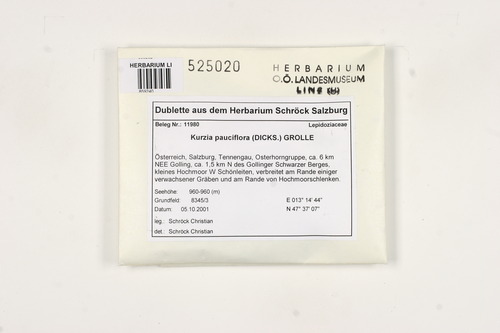 HERBARIUM LI
525020
HERBARIUM
O.Ö. LANDESMUSEUM
LINZ (B)
Dublette aus dem Herbarium Schröck Salzburg
Beleg Nr.: 11980 Lepidoziaceae
Kurzia pauciflora (DICKS.) GROLLE
Österreich, Salzburg, Tennengau, Osterhorngruppe, ca. 6 km
NEE Golling, ca. 1,5 km N des Gollinger Schwarzer Berges,
kleines Hochmoor W Schönleiten, verbreitet am Rande einiger
verwachsener Gräben und am Rande von Hochmoorschlenken.
Seehöhe: 960-960 (m)
Grundfeld: 8345/3 E 013° 14' 44"
Datum: 05.10.2001 N 47° 37' 07"
leg.: Schröck Christian
det.: Schröck Christian